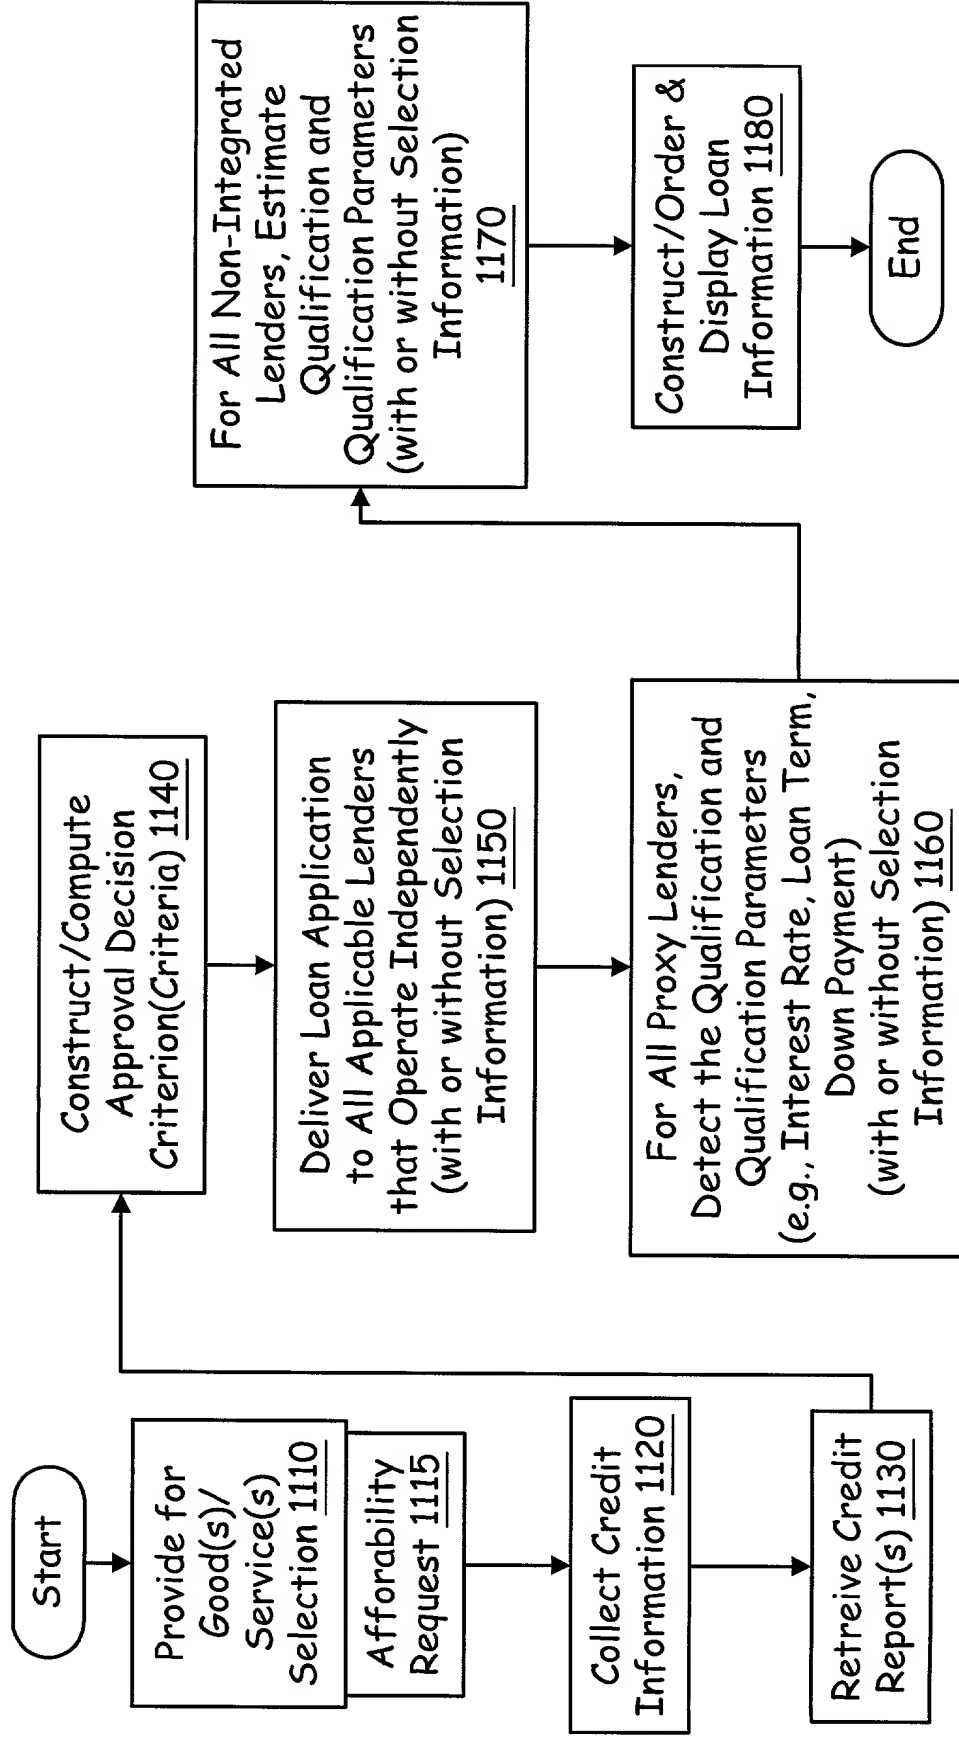 Start
Provide for
Good(s)/
Service(s)
Selection 1110
Afforability
Request 1115
Collect Credit
Information 1120
Retreive Credit
Report(s) 1130
Construct/Compute
Approval Decision
Criterion(Criteria) 1140
Deliver Loan Application
to All Applicable Lenders
that Operate Independently
(with or without Selection
Information) 1150
For All Proxy Lenders,
Detect the Qualification and
Qualification Parameters
(e.g., Interest Rate, Loan Term,
Down Payment)
(with or without Selection
Information) 1160
For All Non-Integrated
Lenders, Estimate
Qualification and
Qualification Parameters
(with or without Selection
Information)
1170
Construct/Order &
Display Loan
Information 1180
End